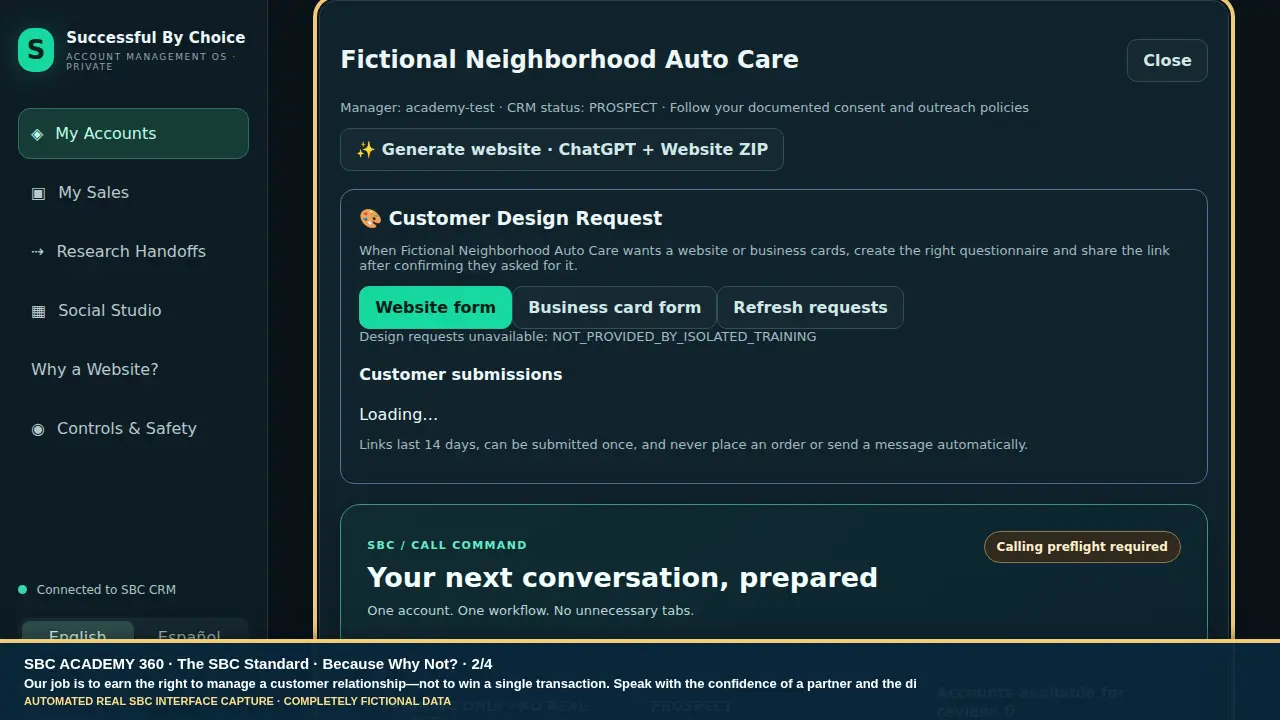 S
Successful By Choice
ACCOUNT MANAGEMENT OS ·
PRIVATE
◈ My Accounts
▣ My Sales
⇢ Research Handoffs
▦ Social Studio
Why a Website?
◉ Controls & Safety
Connected to SBC CRM
English Español
Fictional Neighborhood Auto Care
Close
Manager: academy-test · CRM status: PROSPECT · Follow your documented consent and outreach policies
✨ Generate website · ChatGPT + Website ZIP
🎨 Customer Design Request
When Fictional Neighborhood Auto Care wants a website or business cards, create the right questionnaire and share the link
after confirming they asked for it.
Website form Business card form Refresh requests
Design requests unavailable: NOT_PROVIDED_BY_ISOLATED_TRAINING
Customer submissions
Loading…
Links last 14 days, can be submitted once, and never place an order or send a message automatically.
SBC / CALL COMMAND
Calling preflight required
Your next conversation, prepared
One account. One workflow. No unnecessary tabs.
SBC ACADEMY 360 · The SBC Standard · Because Why Not? · 2/4
Our job is to earn the right to manage a customer relationship—not to win a single transaction. Speak with the confidence of a partner and the di
AUTOMATED REAL SBC INTERFACE CAPTURE · COMPLETELY FICTIONAL DATA
PROSPECT
Accounts available for
review 0